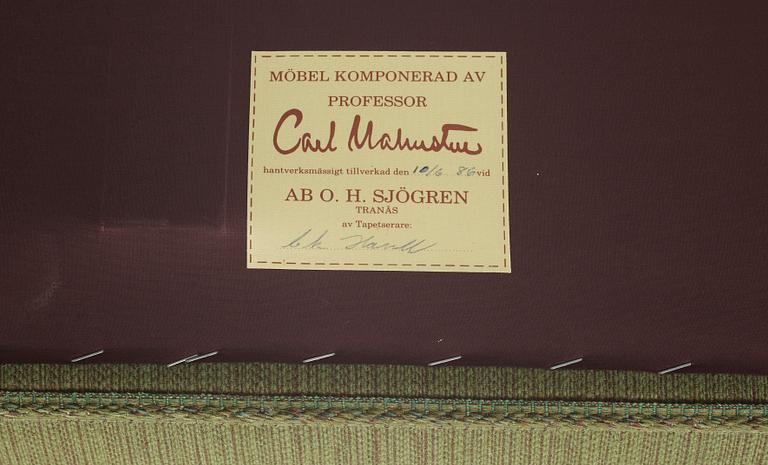 MÖBEL KOMPONERAD AV
PROFESSOR
Carl Malmsten
hantverksmässigt tillverkad den 10/6 86 vid
AB O. H. SJÖGREN
TRANÅS
av Tapetserare: